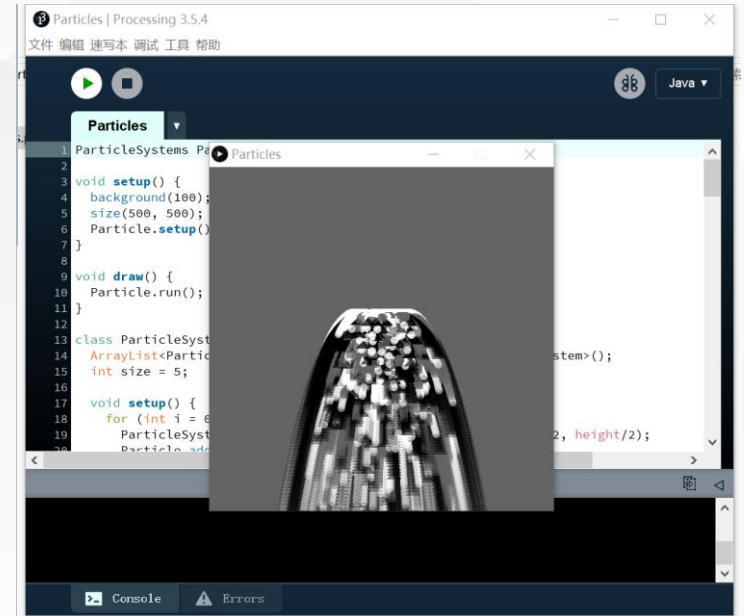 Particles | Processing 3.5.4
文件 编辑 速写本 调试 工具 帮助
Java ▼
Particles ▼
Particles
1 ParticleSystems Pa
2
3 void setup() {
4 background(100);
5 size(500, 500);
6 Particle.setup()
7 }
8
9 void draw() {
10 Particle.run();
11 }
12
13 class ParticleSyst
14 ArrayList<Partic stem>();
15 int size = 5;
16
17 void setup() {
18 for (int i = 0
19 ParticleSyst 2, height/2);
Particle.add
Console Errors